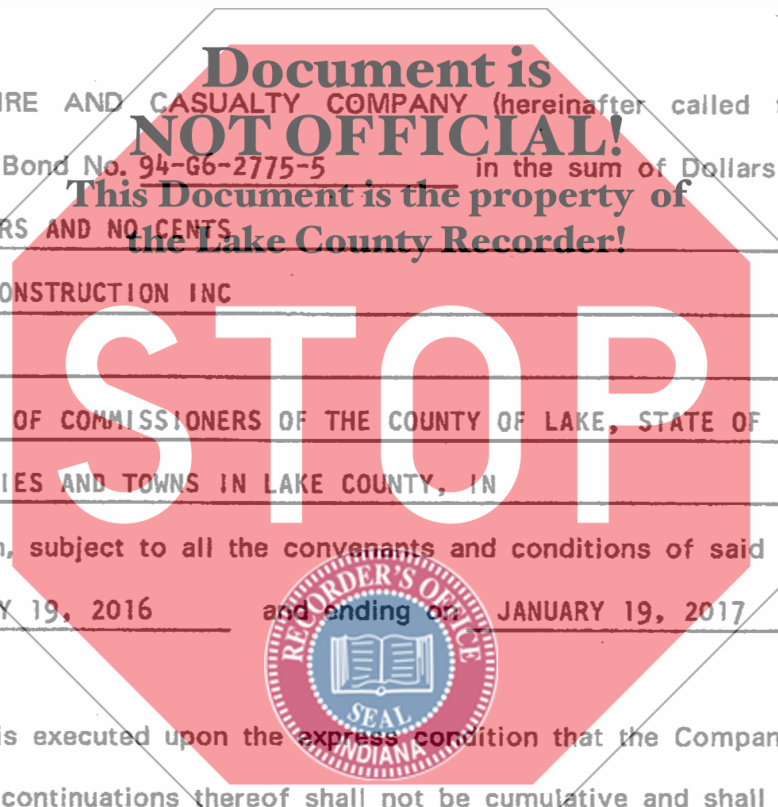 Document is
IRE AND CASUALTY COMPANY (hereinafter called
NOT OFFICIAL!
Bond No. 94-G6-2775-5 in the sum of Dollars
This Document is the property of
RS AND NO CENTS
the Lake County Recorder!
ONSTRUCTION INC
STOP
OF COMMISSIONERS OF THE COUNTY OF LAKE, STATE OF
IES AND TOWNS IN LAKE COUNTY, IN
, subject to all the convenants and conditions of said
Y 19, 2016 and ending on JANUARY 19, 2017
RECORDER'S OFFICE
SEAL
INDIANA
is executed upon the express condition that the Compan
continuations thereof shall not be cumulative and shall